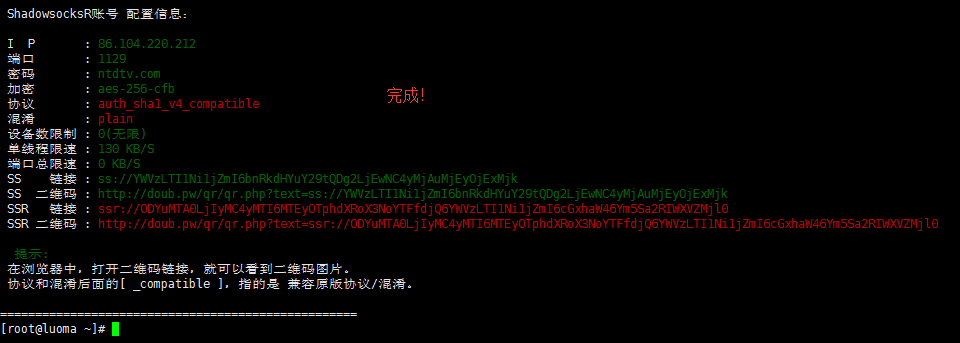 ShadowsocksR账号 配置信息:
I P : 86.104.220.212
端口 : 1129
密码 : ntdtv.com
加密 : aes-256-cfb
完成!
协议 : auth_sha1_v4_compatible
混淆 : plain
设备数限制 : 0(无限)
单线程限速 : 130 KB/S
端口总限速 : 0 KB/S
SS 链接 : ss://YWVzLTI1Ni1jZmI6bnRkdHYuY29tQDg2LjEwNC4yMjAuMjEyOjExMjk
SS 二维码 : http://doub.pw/qr/qr.php?text=ss://YWVzLTI1Ni1jZmI6bnRkdHYuY29tQDg2LjEwNC4yMjAuMjEyOjExMjk
SSR 链接 : ssr://ODYuMTA0LjIyMC4yMTI6MTEyOTphdXRoX3NoYTFfdjQ6YWVzLTI1Ni1jZmI6cGxhaW46Ym5Sa2RIWXVZMjl0
SSR 二维码 : http://doub.pw/qr/qr.php?text=ssr://ODYuMTA0LjIyMC4yMTI6MTEyOTphdXRoX3NoYTFfdjQ6YWVzLTI1Ni1jZmI6cGxhaW46Ym5Sa2RIWXVZMjl0
提示:
在浏览器中,打开二维码链接,就可以看到二维码图片。
协议和混淆后面的[ _compatible ],指的是 兼容原版协议/混淆。
===================================================
[root@luoma ~]#